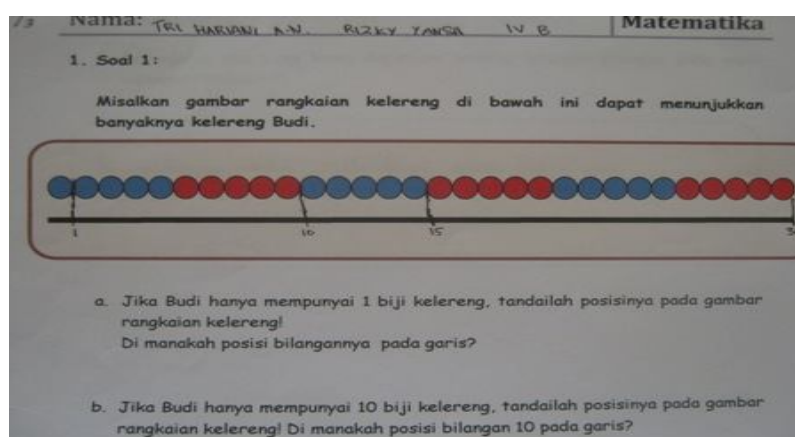 Nama: TRI HARIANI A.N. RIZKY YANSA IV B Matematika
1. Soal 1:
Misalkan gambar rangkaian kelereng di bawah ini dapat menunjukkan
banyaknya kelereng Budi.
1 10 15 3
a. Jika Budi hanya mempunyai 1 biji kelereng, tandailah posisinya pada gambar
rangkaian kelereng!
Di manakah posisi bilangannya pada garis?
b. Jika Budi hanya mempunyai 10 biji kelereng, tandailah posisinya pada gambar
rangkaian kelereng! Di manakah posisi bilangan 10 pada garis?